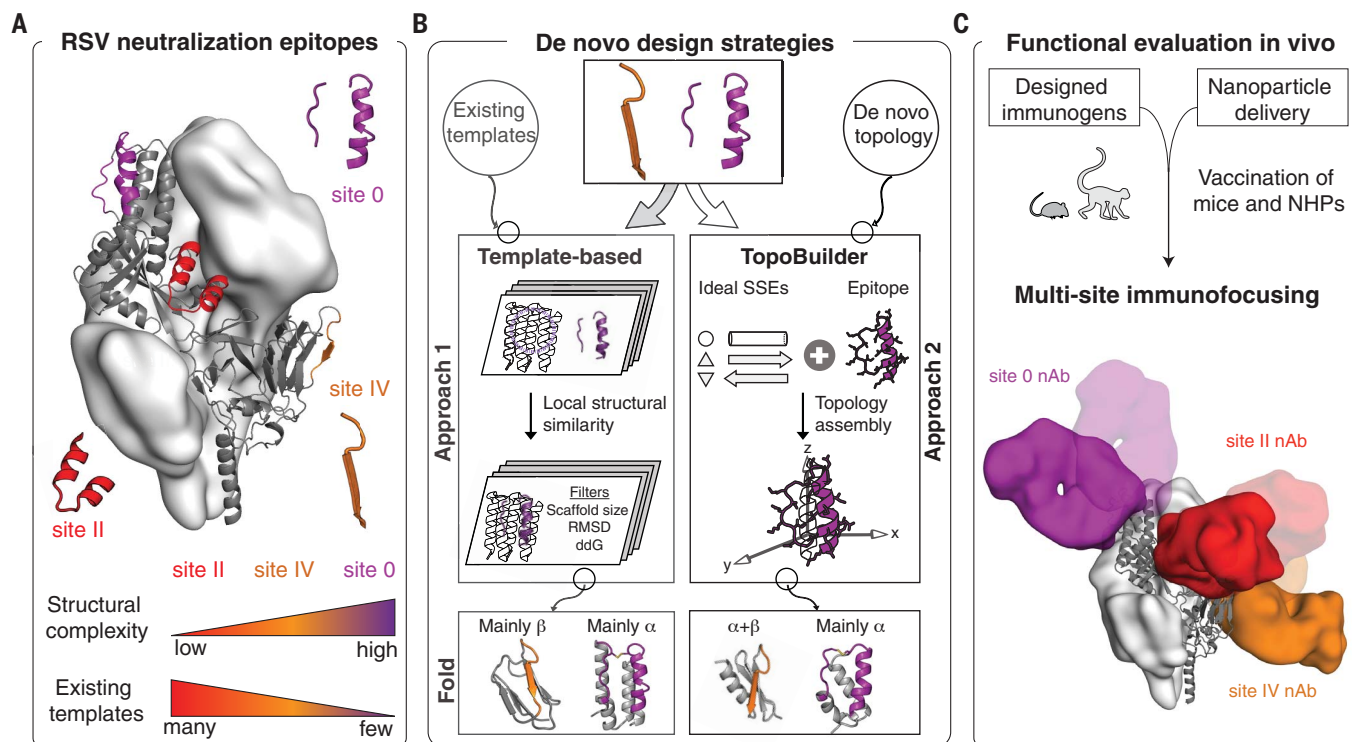 A
RSV neutralization epitopes
site 0
site IV
site II
site II site IV site 0
Structural
complexity
low
high
Existing
templates
many
few
B
De novo design strategies
Existing
templates
De novo
topology
Approach 1
Template-based
Local structural
similarity
Filters
Scaffold size
RMSD
ddG
TopoBuilder
Ideal SSEs
Epitope
Topology
assembly
z
x
y
Approach 2
Fold
Mainly β
Mainly α
α+β
Mainly α
C
Functional evaluation in vivo
Designed
immunogens
Nanoparticle
delivery
Vaccination of
mice and NHPs
Multi-site immunofocusing
site 0 nAb
site II nAb
site IV nAb